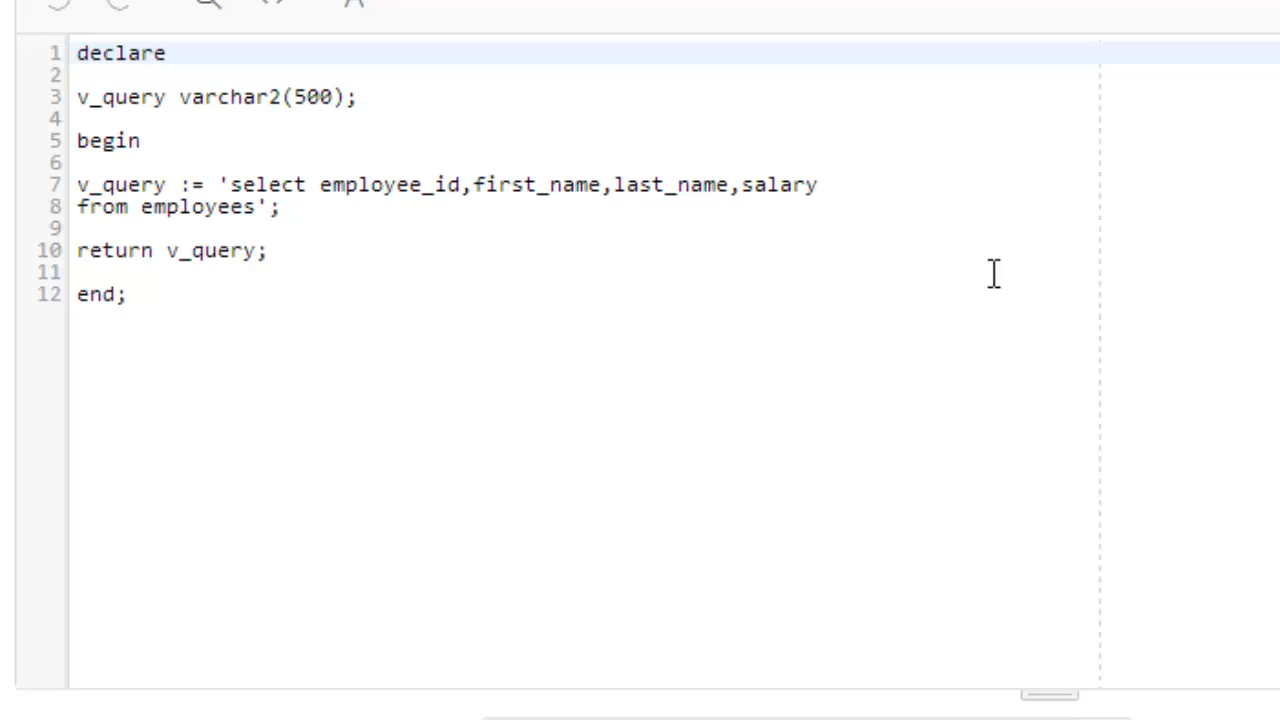 1 declare
2
3 v_query varchar2(500);
4
5 begin
6
7 v_query := 'select employee_id,first_name,last_name,salary
8 from employees';
9
10 return v_query;
11
12 end;